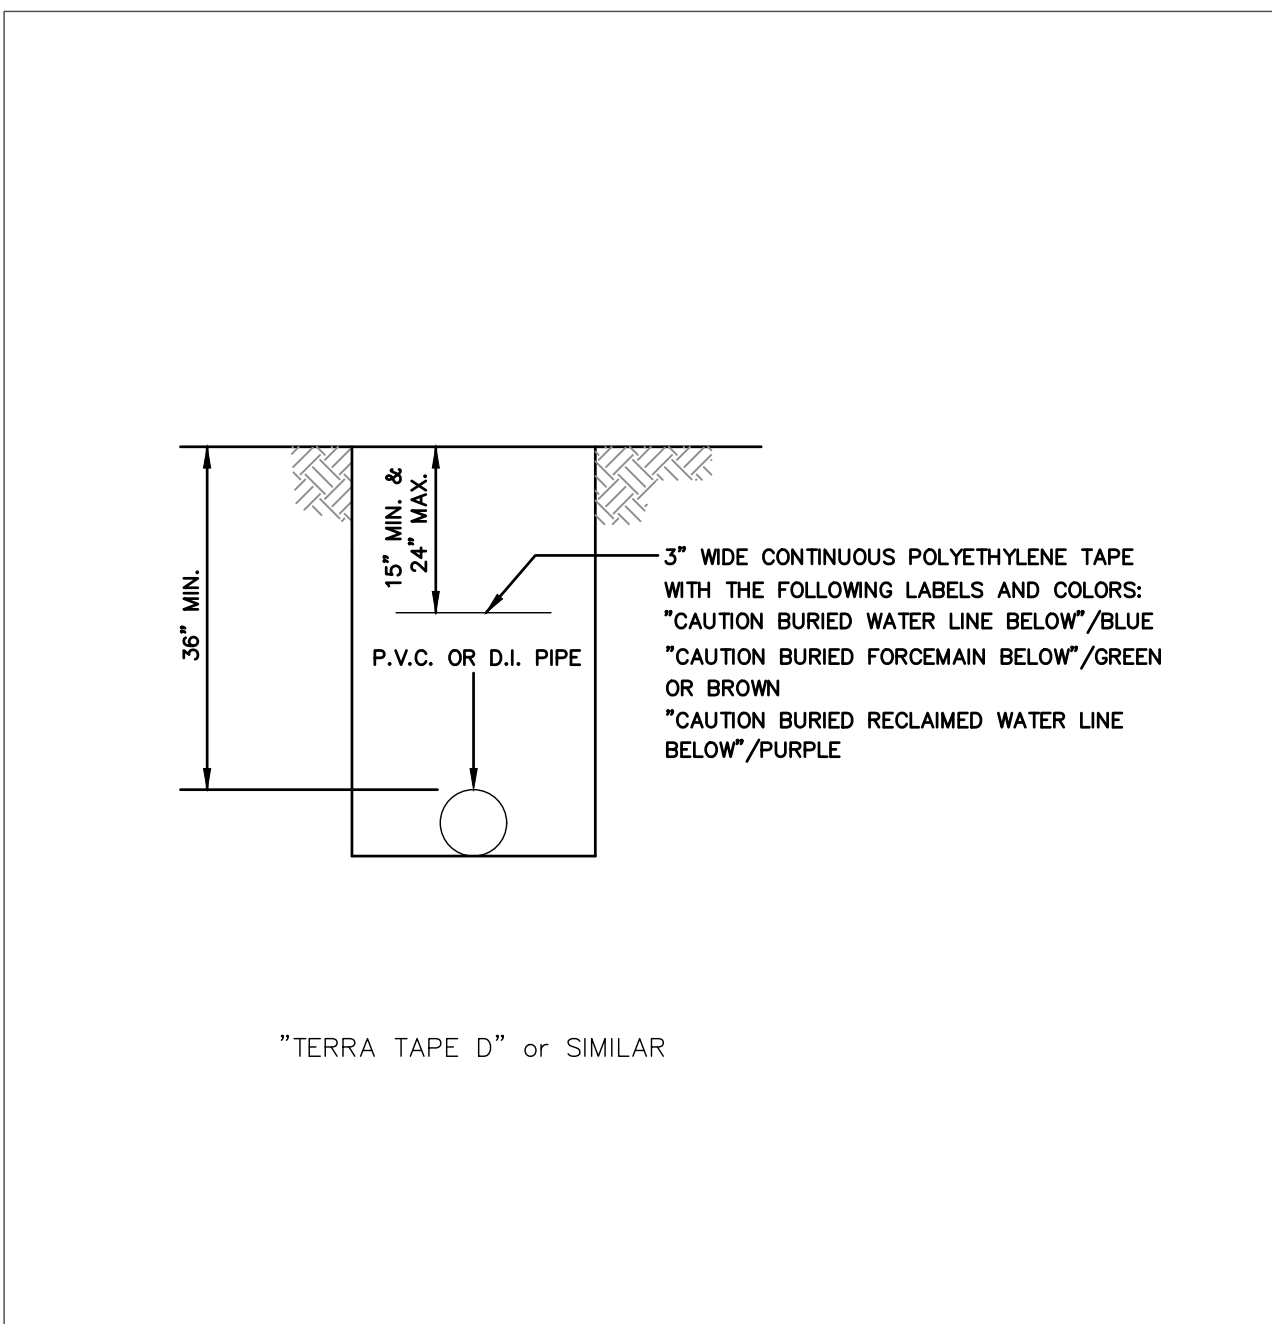 15" MIN. &
24" MAX.
36" MIN.
3" WIDE CONTINUOUS POLYETHYLENE TAPE
WITH THE FOLLOWING LABELS AND COLORS:
"CAUTION BURIED WATER LINE BELOW"/BLUE
"CAUTION BURIED FORCEMAIN BELOW"/GREEN
OR BROWN
"CAUTION BURIED RECLAIMED WATER LINE
BELOW"/PURPLE
P.V.C. OR D.I. PIPE
"TERRA TAPE D" or SIMILAR